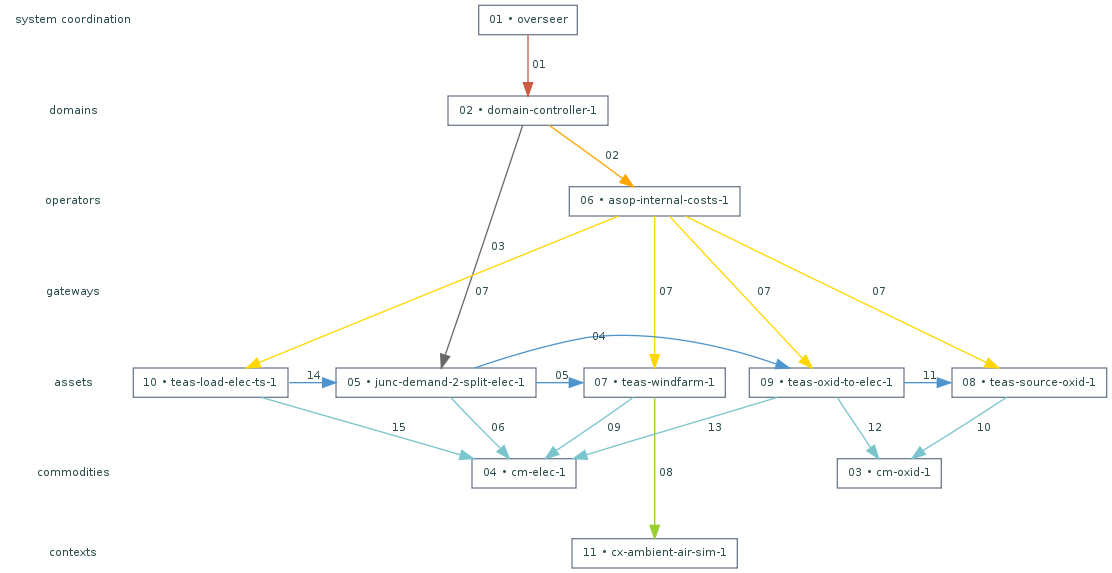 system coordination
01 • overseer
01
domains
02 • domain-controller-1
02
operators
06 • asop-internal-costs-1
03
gateways
07
07
07
07
04
assets
10 • teas-load-elec-ts-1
14
05 • junc-demand-2-split-elec-1
05
07 • teas-windfarm-1
09 • teas-oxid-to-elec-1
11
08 • teas-source-oxid-1
15
06
09
13
12
10
commodities
04 • cm-elec-1
08
03 • cm-oxid-1
contexts
11 • cx-ambient-air-sim-1